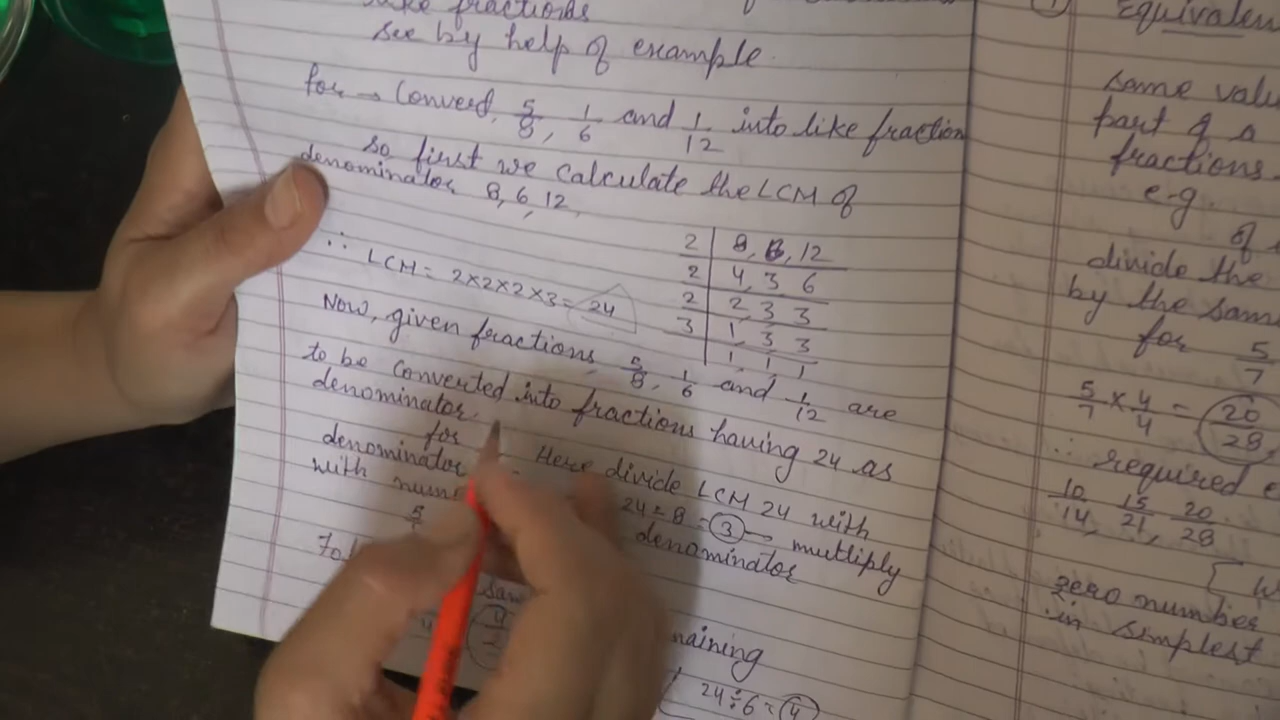 like fractions
see by help of example.
for → Convert, 5/8, 1/6 and 1/12 into like fraction
so first we calculate the LCM of
denominator 8, 6, 12,
2 | 8, 6, 12
2 | 4, 3 6
2 | 2, 3 3
3 | 1, 3 3
1, 1, 1
∴ LCM = 2×2×2×3 = 24
Now, given fractions, 5/8, 1/6 and 1/12 are
to be converted into fractions having 24 as
denominator.
for Here divide LCM 24 with
denominator 24 ÷ 8 = 3 → multiply
with denominator
24÷6 = 4
Equivalen
same valu
part of a
fractions.
e.g.
of
divide the
by the same
for 5/7
5/7 × 4/4 = 20/28
∴ required e
10/14, 15/21, 20/28
zero number
in simplest